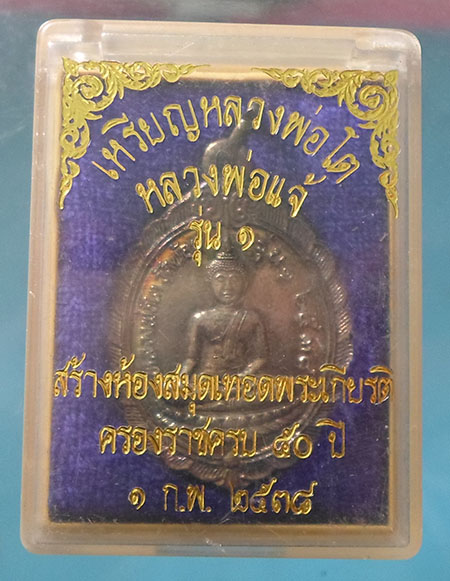 เหรียญหลวงพ่อโต
หลวงพ่อแจ้
รุ่น ๑
สร้างห้องสมุดเทอดพระเกียรติ
ครองราชครบ ๕๐ ปี
๑ ก.พ. ๒๕๓๘